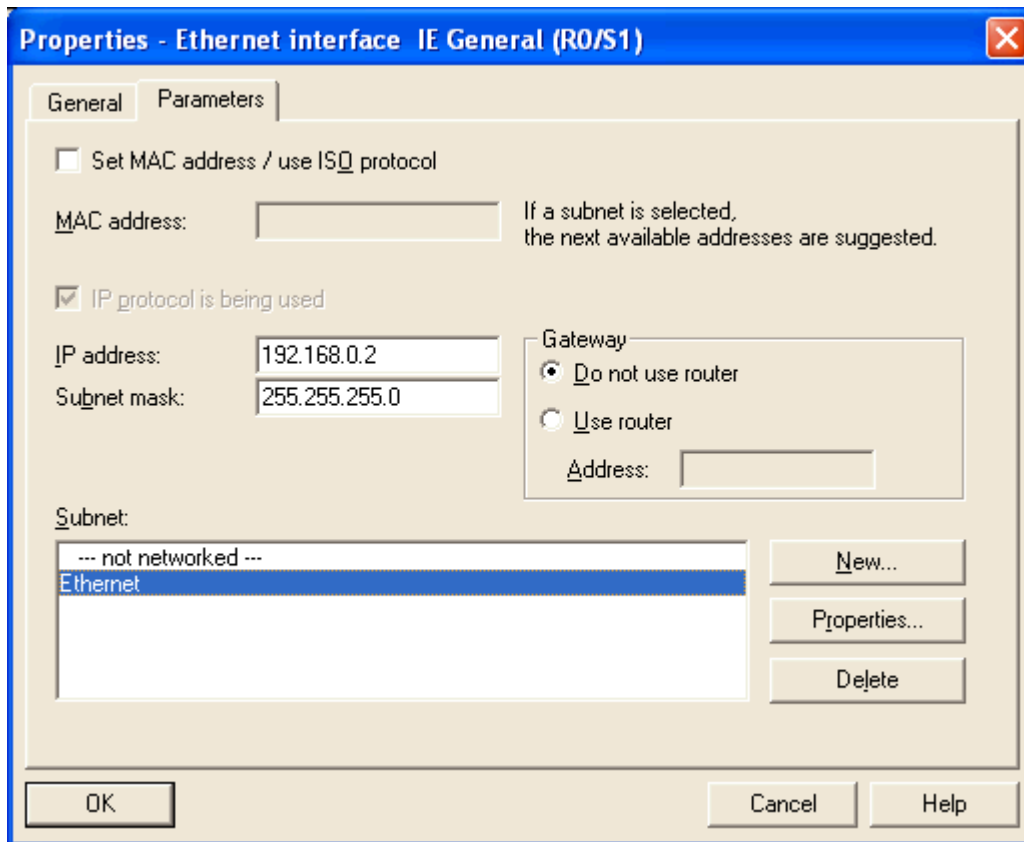 Properties - Ethernet interface IE General (R0/S1)
General
Parameters
Set MAC address / use ISO protocol
MAC address:
If a subnet is selected,
the next available addresses are suggested.
IP protocol is being used
IP address:
192.168.0.2
Subnet mask:
255.255.255.0
Gateway
Do not use router
Use router
Address:
Subnet:
--- not networked ---
Ethernet
New...
Properties...
Delete
OK
Cancel
Help